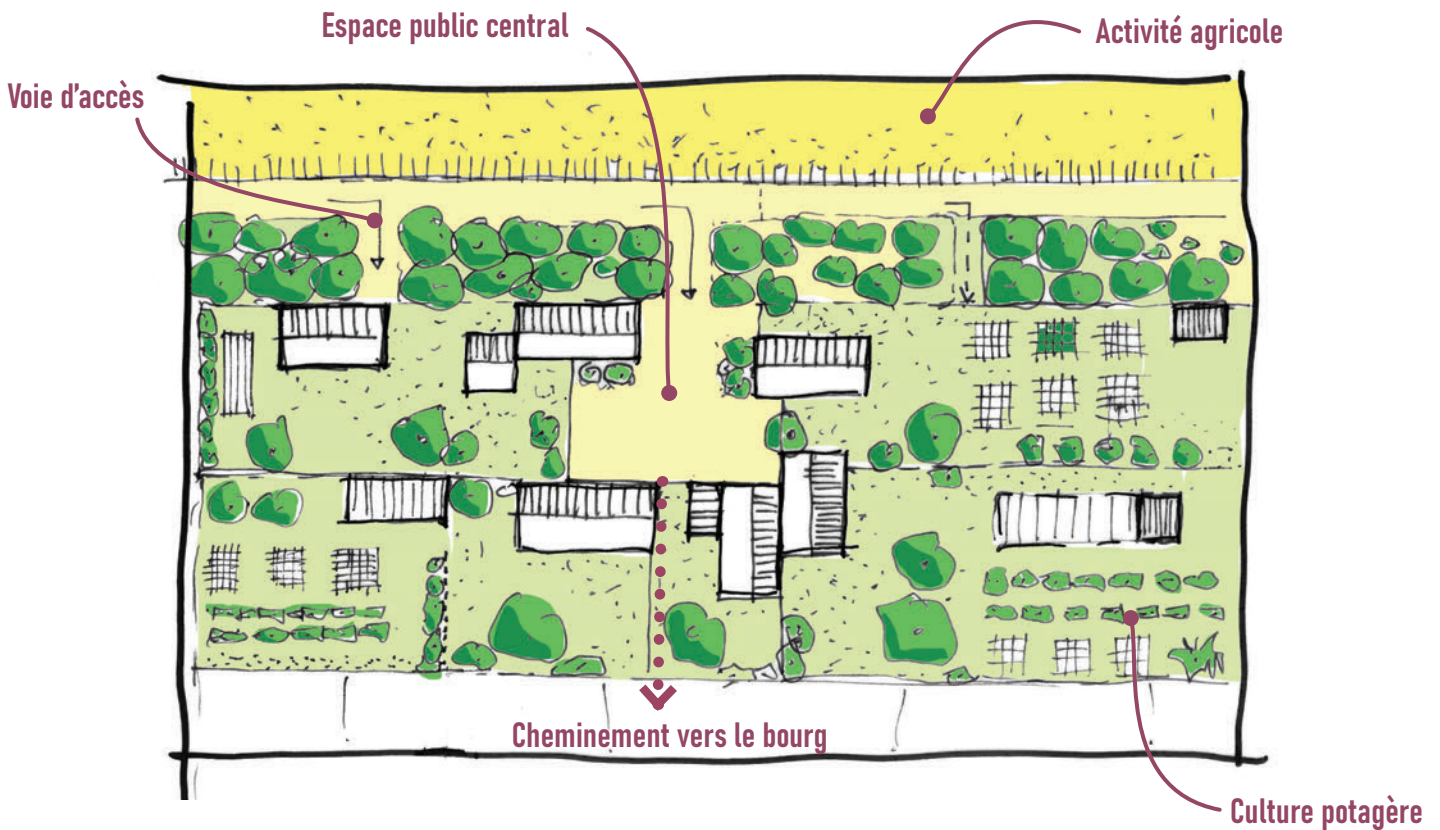 Espace public central
Activité agricole
Voie d'accès
Cheminement vers le bourg
Culture potagère